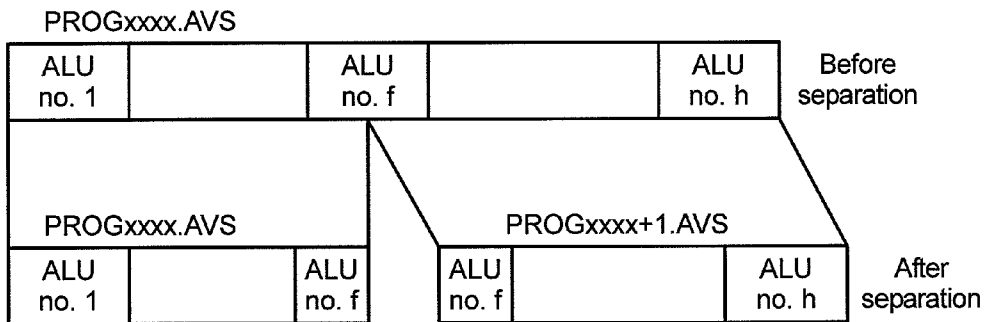 PROGxxxx.AVS
ALU no. 1
ALU no. f
ALU no. h
Before separation
PROGxxxx.AVS
PROGxxxx+1.AVS
ALU no. 1
ALU no. f
ALU no. f
ALU no. h
After separation